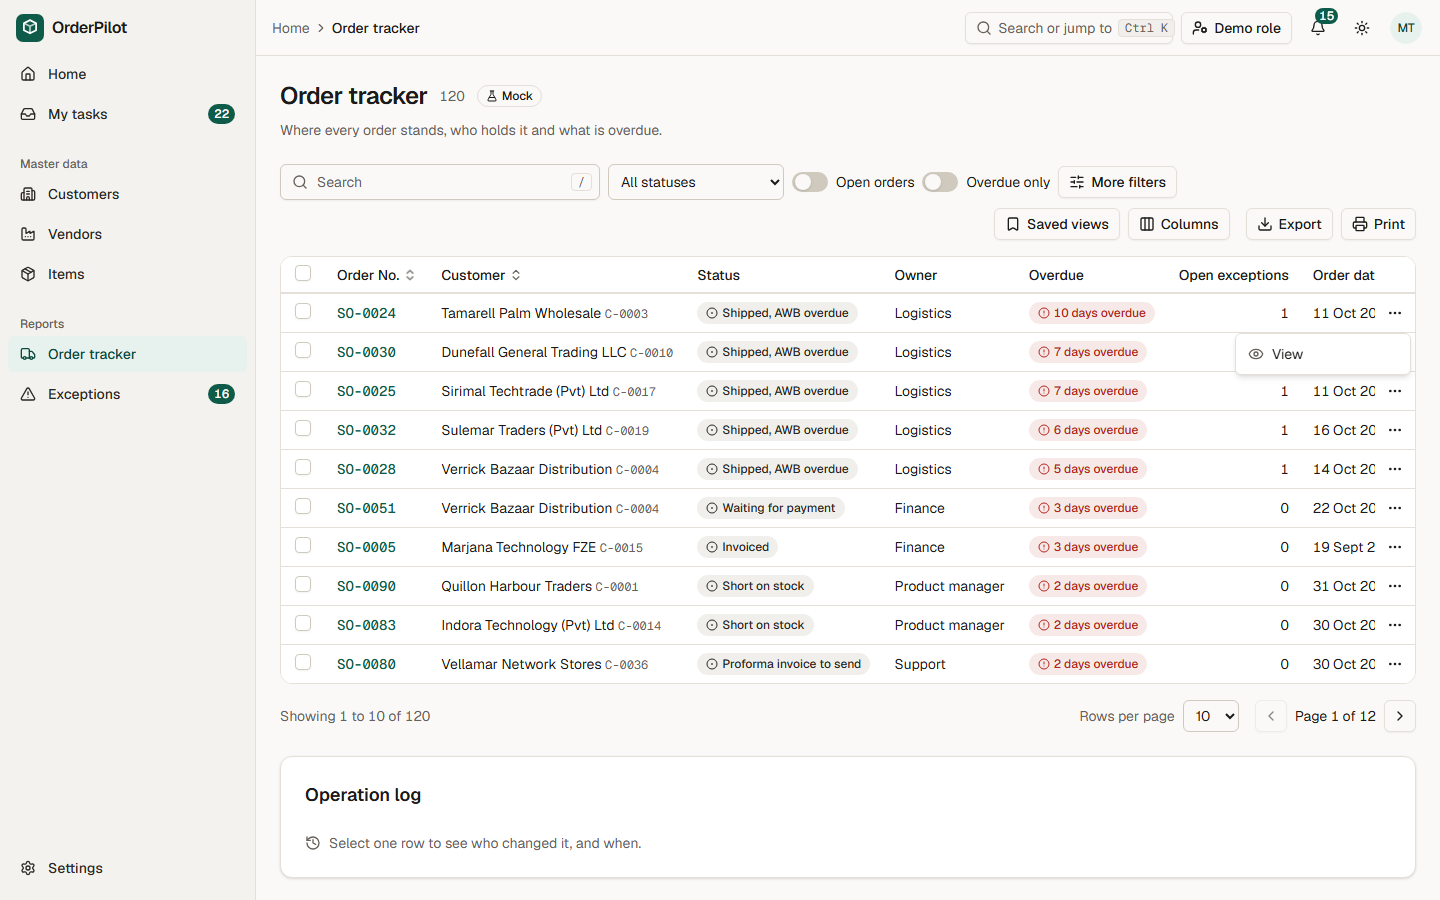 OrderPilot
Home
My tasks 22
Master data
Customers
Vendors
Items
Reports
Order tracker
Exceptions 16
Settings
Home > Order tracker
Search or jump to Ctrl K
Demo role
15
MT
Order tracker 120 Mock
Where every order stands, who holds it and what is overdue.
Search /
All statuses
Open orders
Overdue only
More filters
Saved views
Columns
Export
Print
Order No. Customer Status Owner Overdue Open exceptions Order dat
SO-0024 Tamarell Palm Wholesale C-0003 Shipped, AWB overdue Logistics 10 days overdue 1 11 Oct 20
SO-0030 Dunefall General Trading LLC C-0010 Shipped, AWB overdue Logistics 7 days overdue
View
SO-0025 Sirimal Techtrade (Pvt) Ltd C-0017 Shipped, AWB overdue Logistics 7 days overdue 1 11 Oct 20
SO-0032 Sulemar Traders (Pvt) Ltd C-0019 Shipped, AWB overdue Logistics 6 days overdue 1 16 Oct 20
SO-0028 Verrick Bazaar Distribution C-0004 Shipped, AWB overdue Logistics 5 days overdue 1 14 Oct 20
SO-0051 Verrick Bazaar Distribution C-0004 Waiting for payment Finance 3 days overdue 0 22 Oct 20
SO-0005 Marjana Technology FZE C-0015 Invoiced Finance 3 days overdue 0 19 Sept 2
SO-0090 Quillon Harbour Traders C-0001 Short on stock Product manager 2 days overdue 0 31 Oct 20
SO-0083 Indora Technology (Pvt) Ltd C-0014 Short on stock Product manager 2 days overdue 0 30 Oct 20
SO-0080 Vellamar Network Stores C-0036 Proforma invoice to send Support 2 days overdue 0 30 Oct 20
Showing 1 to 10 of 120
Rows per page 10
Page 1 of 12
Operation log
Select one row to see who changed it, and when.